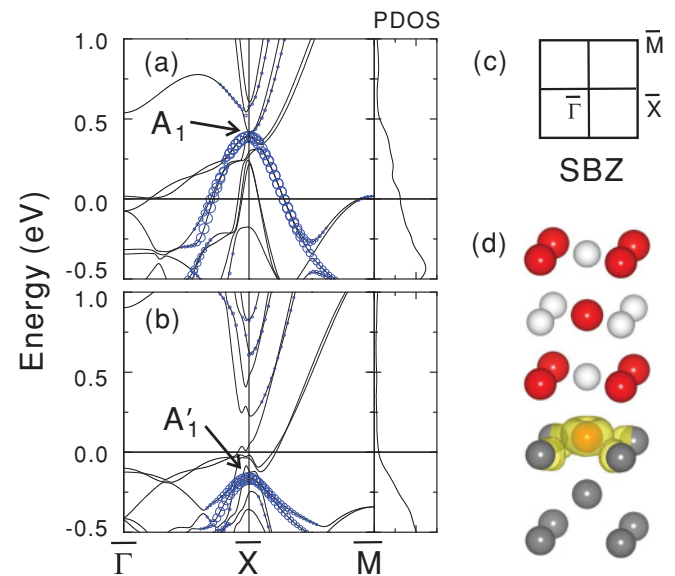 PDOS
1.0
(a)
A₁
0.5
0.0
-0.5
1.0
(b)
0.5
A′₁
0.0
-0.5
Energy (eV)
Γ̅ X̅ M̅
(c)
M̅
Γ̅
X̅
SBZ
(d)